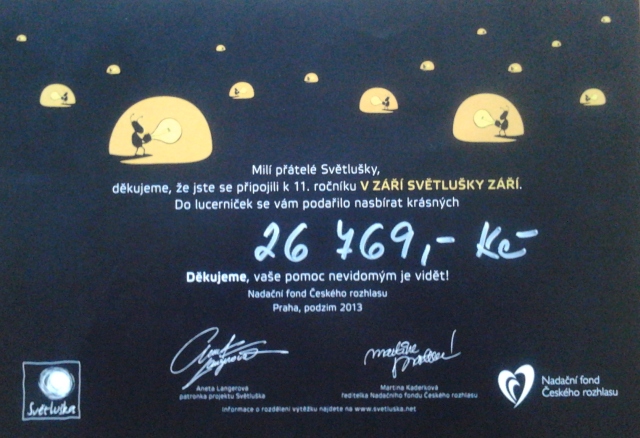 Milí přátelé Světlušky,
děkujeme, že jste se připojili k 11. ročníku V ZÁŘÍ SVĚTLUŠKY ZÁŘÍ.
Do lucerniček se vám podařilo nasbírat krásných
26 769,- Kč
Děkujeme, vaše pomoc nevidomým je vidět!
Nadační fond Českého rozhlasu
Praha, podzim 2013
Aneta Langerová
patronka projektu Světluška
Martina Kaderková
ředitelka Nadačního fondu Českého rozhlasu
Informace o rozdělení výtěžku najdete na www.svetluska.net
Světluška
Nadační fond
Českého rozhlasu